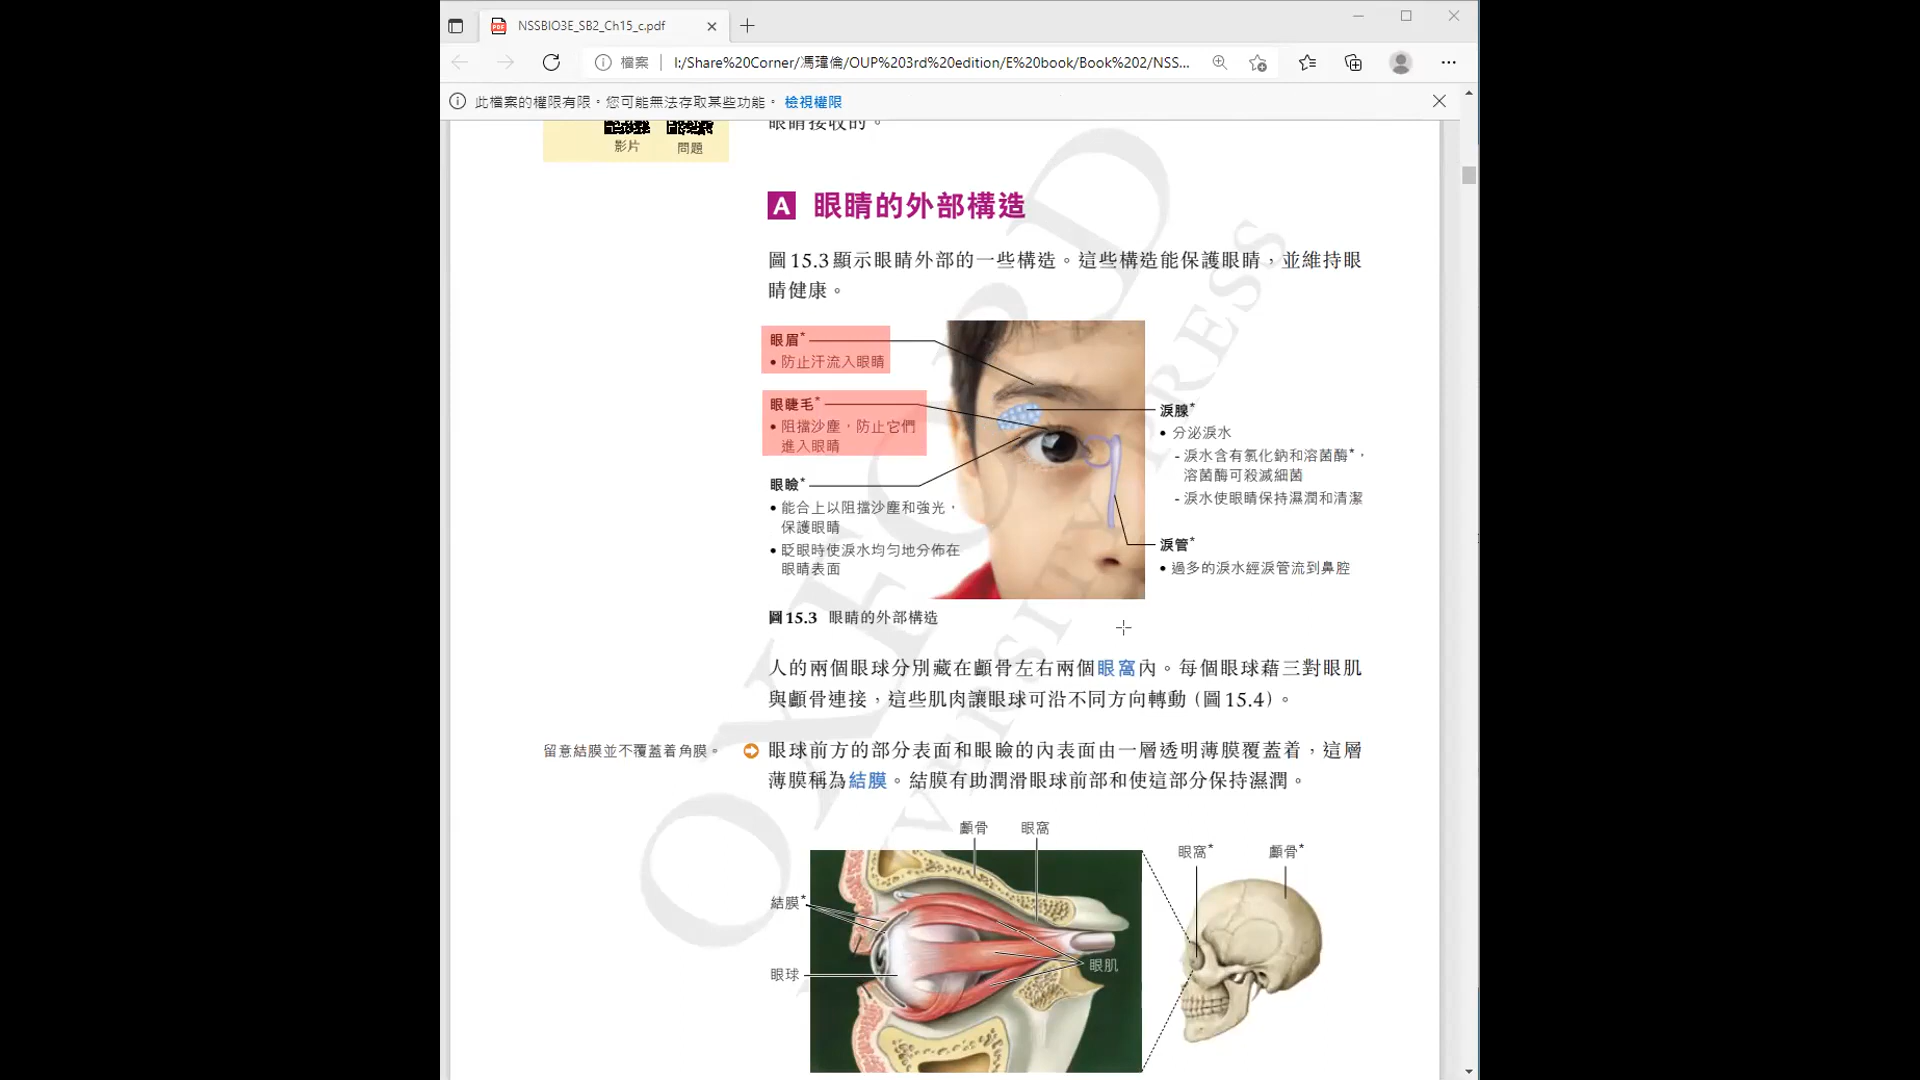 NSSBIO3E_SB2_Ch15_c.pdf
檔案
I:/Share%20Corner/馮瑋倫/OUP%203rd%20edition/E%20book/Book%202/NSS...
此檔案的權限有限。您可能無法存取某些功能。 檢視權限
眼睛接收的。
影片 問題
A 眼睛的外部構造
圖15.3顯示眼睛外部的一些構造。這些構造能保護眼睛，並維持眼
睛健康。
眼眉*
• 防止汗流入眼睛
眼睫毛*
• 阻擋沙塵，防止它們
進入眼睛
眼瞼*
• 能合上以阻擋沙塵和強光，
保護眼睛
• 眨眼時使淚水均勻地分佈在
眼睛表面
淚腺*
• 分泌淚水
- 淚水含有氯化鈉和溶菌酶*，
溶菌酶可殺滅細菌
- 淚水使眼睛保持濕潤和清潔
淚管*
• 過多的淚水經淚管流到鼻腔
圖15.3 眼睛的外部構造
人的兩個眼球分別藏在顱骨左右兩個眼窩內。每個眼球藉三對眼肌
與顱骨連接，這些肌肉讓眼球可沿不同方向轉動（圖15.4）。
留意結膜並不覆蓋着角膜。
眼球前方的部分表面和眼瞼的內表面由一層透明薄膜覆蓋着，這層
薄膜稱為結膜。結膜有助潤滑眼球前部和使這部分保持濕潤。
顱骨 眼窩
眼窩* 顱骨*
結膜*
眼肌
眼球
OXFORD
UNIVERSITY PRESS